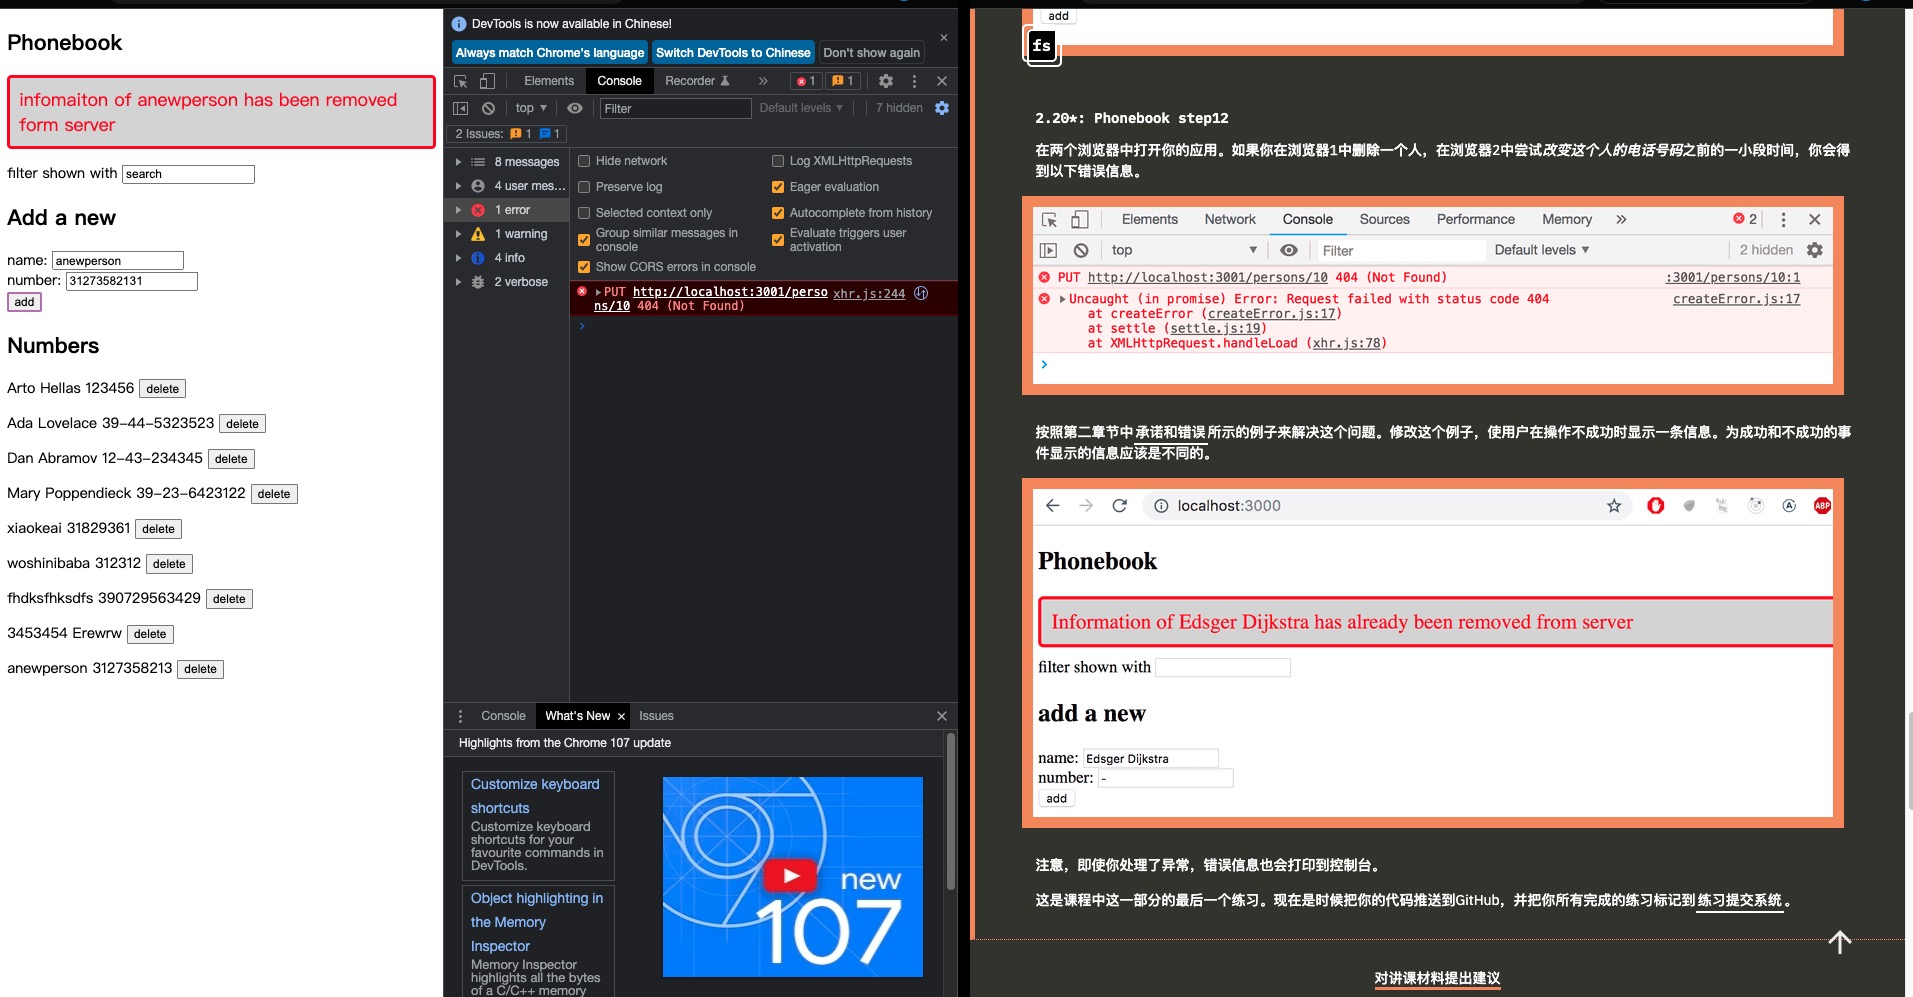 Phonebook
infomaiton of anewperson has been removed
form server
filter shown with search
Add a new
name: anewperson
number: 31273582131
add
Numbers
Arto Hellas 123456 delete
Ada Lovelace 39-44-5323523 delete
Dan Abramov 12-43-234345 delete
Mary Poppendieck 39-23-6423122 delete
xiaokeai 31829361 delete
woshinibaba 312312 delete
fhdksfhksdfs 390729563429 delete
3453454 Erewrw delete
anewperson 3127358213 delete
DevTools is now available in Chinese!
Always match Chrome's language Switch DevTools to Chinese Don't show again
Elements Console Recorder 1 1
top Filter Default levels 7 hidden
2 Issues: 1 1
8 messages
4 user mes...
1 error
1 warning
4 info
2 verbose
Hide network Log XMLHttpRequests
Preserve log Eager evaluation
Selected context only Autocomplete from history
Group similar messages in console Evaluate triggers user activation
Show CORS errors in console
PUT http://localhost:3001/perso xhr.js:244
ns/10 404 (Not Found)
Console What's New Issues
Highlights from the Chrome 107 update
Customize keyboard
shortcuts
Customize keyboard
shortcuts for your
favourite commands in
DevTools.
Object highlighting in
the Memory
Inspector
Memory Inspector
highlights all the bytes
of a C/C++ memory
new
107
add
fs
2.20*: Phonebook step12
在两个浏览器中打开你的应用。如果你在浏览器1中删除一个人，在浏览器2中尝试改变这个人的电话号码之前的一小段时间，你会得
到以下错误信息。
Elements Network Console Sources Performance Memory 2
top Filter Default levels 2 hidden
PUT http://localhost:3001/persons/10 404 (Not Found) :3001/persons/10:1
Uncaught (in promise) Error: Request failed with status code 404 createError.js:17
at createError (createError.js:17)
at settle (settle.js:19)
at XMLHttpRequest.handleLoad (xhr.js:78)
按照第二章节中承诺和错误所示的例子来解决这个问题。修改这个例子，使用户在操作不成功时显示一条信息。为成功和不成功的事
件显示的信息应该是不同的。
localhost:3000 ABP
Phonebook
Information of Edsger Dijkstra has already been removed from server
filter shown with
add a new
name: Edsger Dijkstra
number: -
add
注意，即使你处理了异常，错误信息也会打印到控制台。
这是课程中这一部分的最后一个练习。现在是时候把你的代码推送到GitHub，并把你所有完成的练习标记到练习提交系统。
对讲课材料提出建议